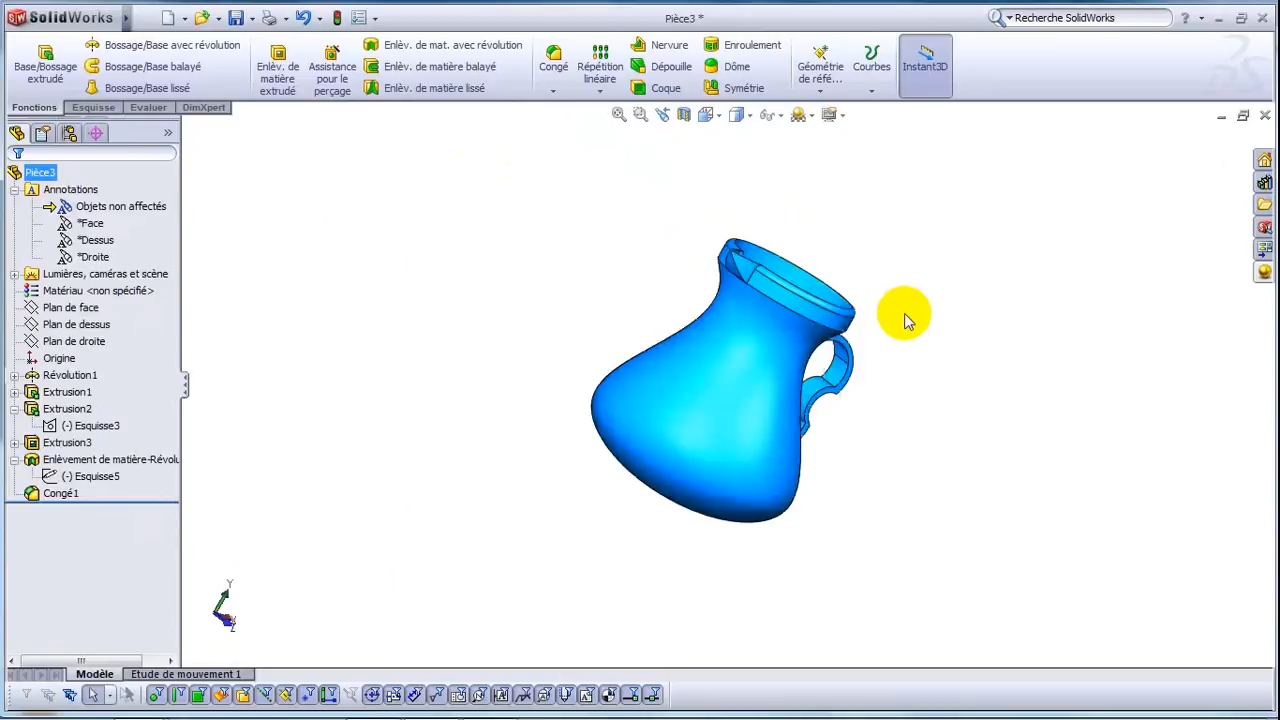 SolidWorks
Pièce3 *
Recherche SolidWorks
Base/Bossage extrudé
Bossage/Base avec révolution
Bossage/Base balayé
Bossage/Base lissé
Enlèv. de matière extrudé
Assistance pour le perçage
Enlèv. de mat. avec révolution
Enlèv. de matière balayé
Enlèv. de matière lissé
Congé
Répétition linéaire
Nervure
Dépouille
Coque
Enroulement
Dôme
Symétrie
Géométrie de réfé...
Courbes
Instant3D
Fonctions
Esquisse
Evaluer
DimXpert
Pièce3
Annotations
Objets non affectés
*Face
*Dessus
*Droite
Lumières, caméras et scène
Matériau <non spécifié>
Plan de face
Plan de dessus
Plan de droite
Origine
Révolution1
Extrusion1
Extrusion2
(-) Esquisse3
Extrusion3
Enlèvement de matière-Révolu
(-) Esquisse5
Congé1
Y
Z
Modèle
Etude de mouvement 1